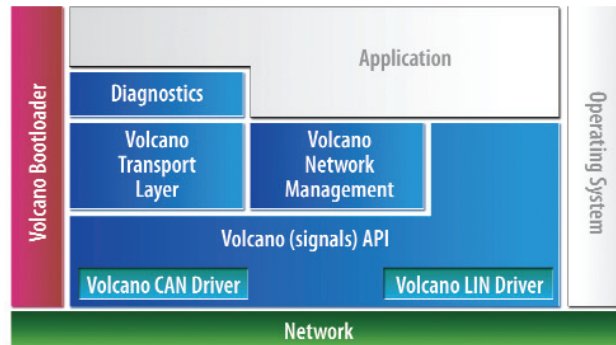 Volcano Bootloader
Application
Diagnostics
Volcano
Transport
Layer
Volcano
Network
Management
Volcano (signals) API
Volcano CAN Driver
Volcano LIN Driver
Operating System
Network